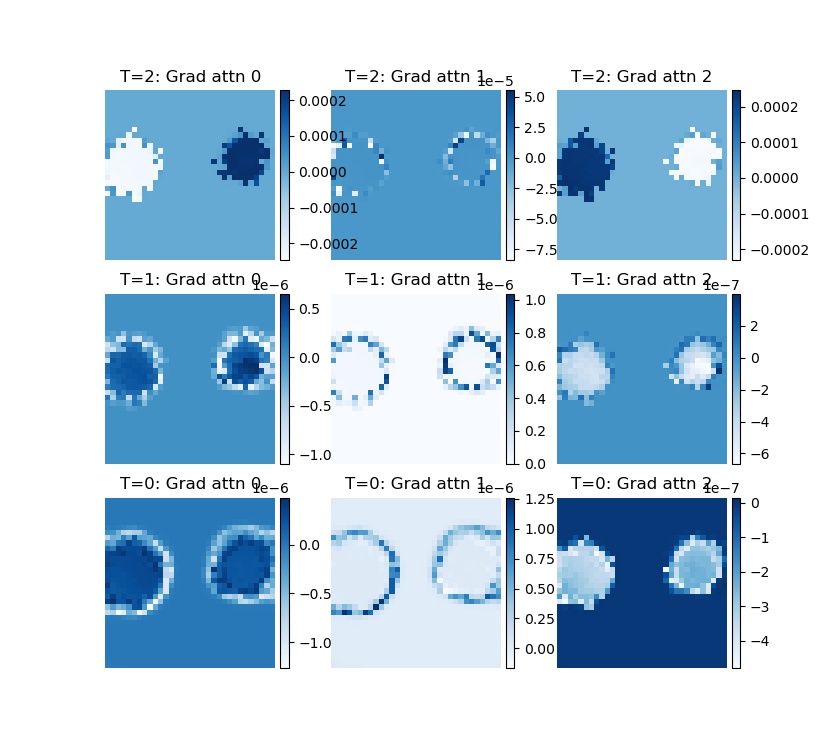 T=2: Grad attn 0
0.0002
0.0001
0.0000
−0.0001
−0.0002
T=2: Grad attn 1
1e−5
5.0
2.5
0.0
−2.5
−5.0
−7.5
T=2: Grad attn 2
0.0002
0.0001
0.0000
−0.0001
−0.0002
T=1: Grad attn 0
1e−6
0.5
0.0
−0.5
−1.0
T=1: Grad attn 1
1e−6
1.0
0.8
0.6
0.4
0.2
0.0
T=1: Grad attn 2
1e−7
2
0
−2
−4
−6
T=0: Grad attn 0
1e−6
0.0
−0.5
−1.0
T=0: Grad attn 1
1e−6
1.25
1.00
0.75
0.50
0.25
0.00
T=0: Grad attn 2
1e−7
0
−1
−2
−3
−4